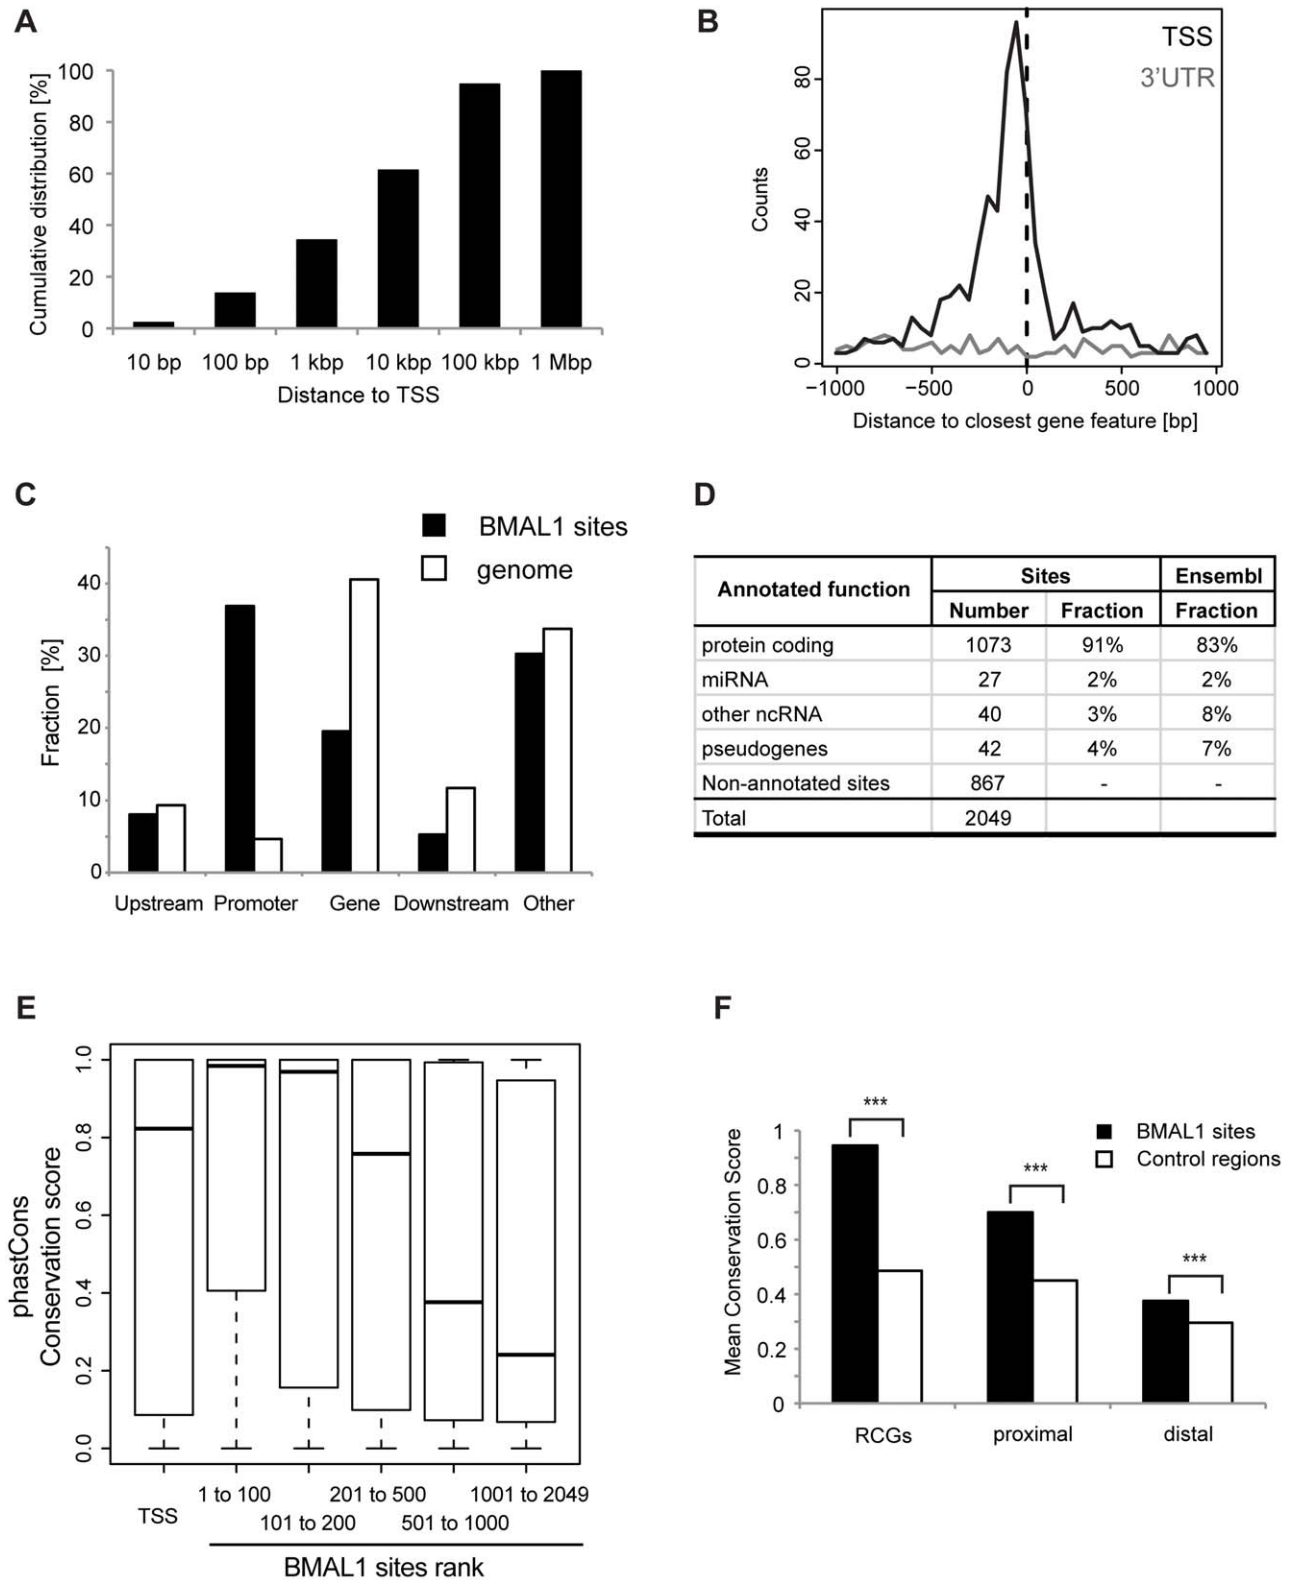 A
Cumulative distribution [%]
100
80
60
40
20
0
10 bp 100 bp 1 kbp 10 kbp 100 kbp 1 Mbp
Distance to TSS
B
TSS
3'UTR
Counts
80
60
40
20
0
−1000 −500 0 500 1000
Distance to closest gene feature [bp]
C
BMAL1 sites
genome
Fraction [%]
40
30
20
10
0
Upstream Promoter Gene Downstream Other
D
Annotated function Sites Ensembl
Number Fraction Fraction
protein coding 1073 91% 83%
miRNA 27 2% 2%
other ncRNA 40 3% 8%
pseudogenes 42 4% 7%
Non-annotated sites 867 - -
Total 2049
E
phastCons
Conservation score
1.0
0.8
0.6
0.4
0.2
0.0
TSS 1 to 100 101 to 200 201 to 500 501 to 1000 1001 to 2049
BMAL1 sites rank
F
BMAL1 sites
Control regions
Mean Conservation Score
1
0.8
0.6
0.4
0.2
0
***
***
***
RCGs proximal distal